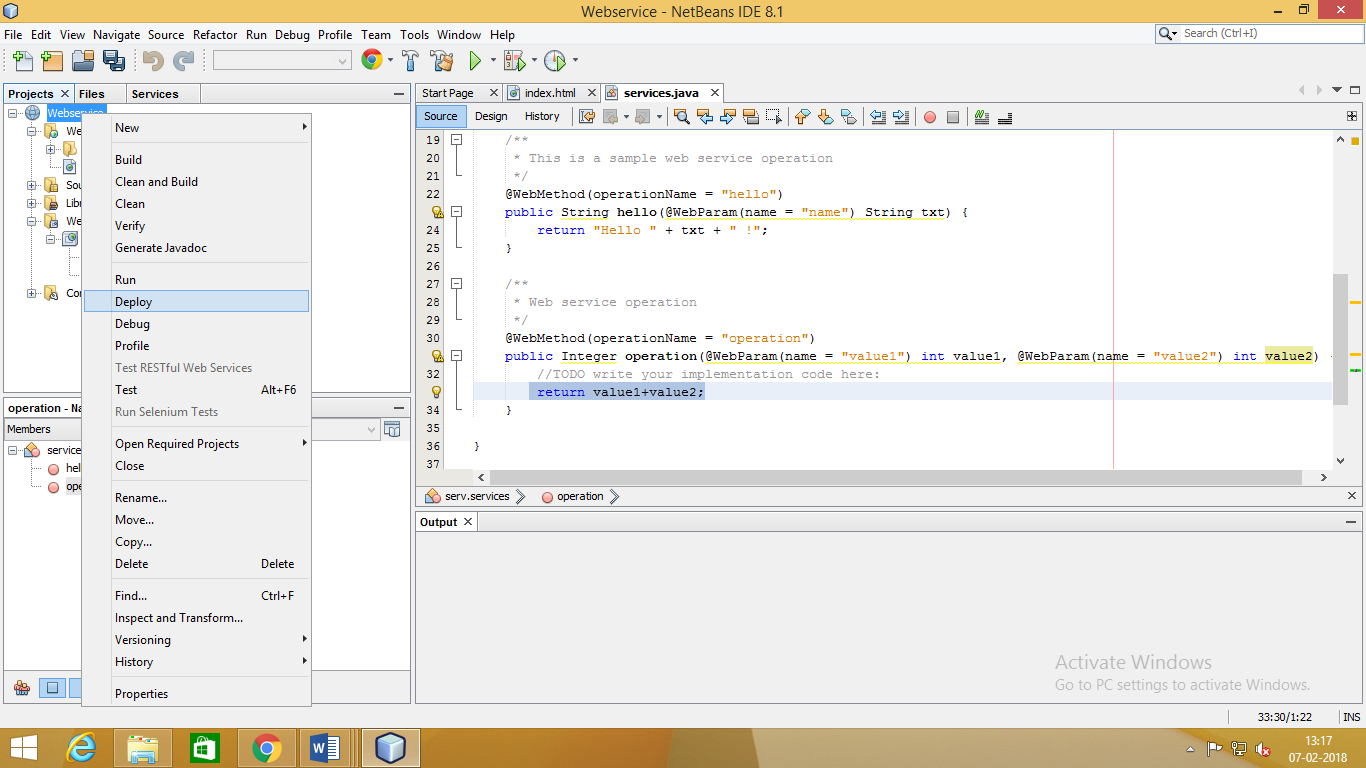 Webservice - NetBeans IDE 8.1
File Edit View Navigate Source Refactor Run Debug Profile Team Tools Window Help
Search (Ctrl+I)
Projects Files Services
Webservice
We
Sou
Lib
We
Con
New
Build
Clean and Build
Clean
Verify
Generate Javadoc
Run
Deploy
Debug
Profile
Test RESTful Web Services
Test Alt+F6
Run Selenium Tests
Open Required Projects
Close
Rename...
Move...
Copy...
Delete Delete
Find... Ctrl+F
Inspect and Transform...
Versioning
History
Properties
operation - Na
Members
service
hel
ope
Start Page index.html services.java
Source Design History
19 /**
20 * This is a sample web service operation
21 */
22 @WebMethod(operationName = "hello")
public String hello(@WebParam(name = "name") String txt) {
24 return "Hello " + txt + " !";
25 }
26
27 /**
28 * Web service operation
29 */
30 @WebMethod(operationName = "operation")
public Integer operation(@WebParam(name = "value1") int value1, @WebParam(name = "value2") int value2) {
32 //TODO write your implementation code here:
return value1+value2;
34 }
35
36 }
37
serv.services operation
Output
Activate Windows
Go to PC settings to activate Windows.
33:30/1:22 INS
13:17
07-02-2018